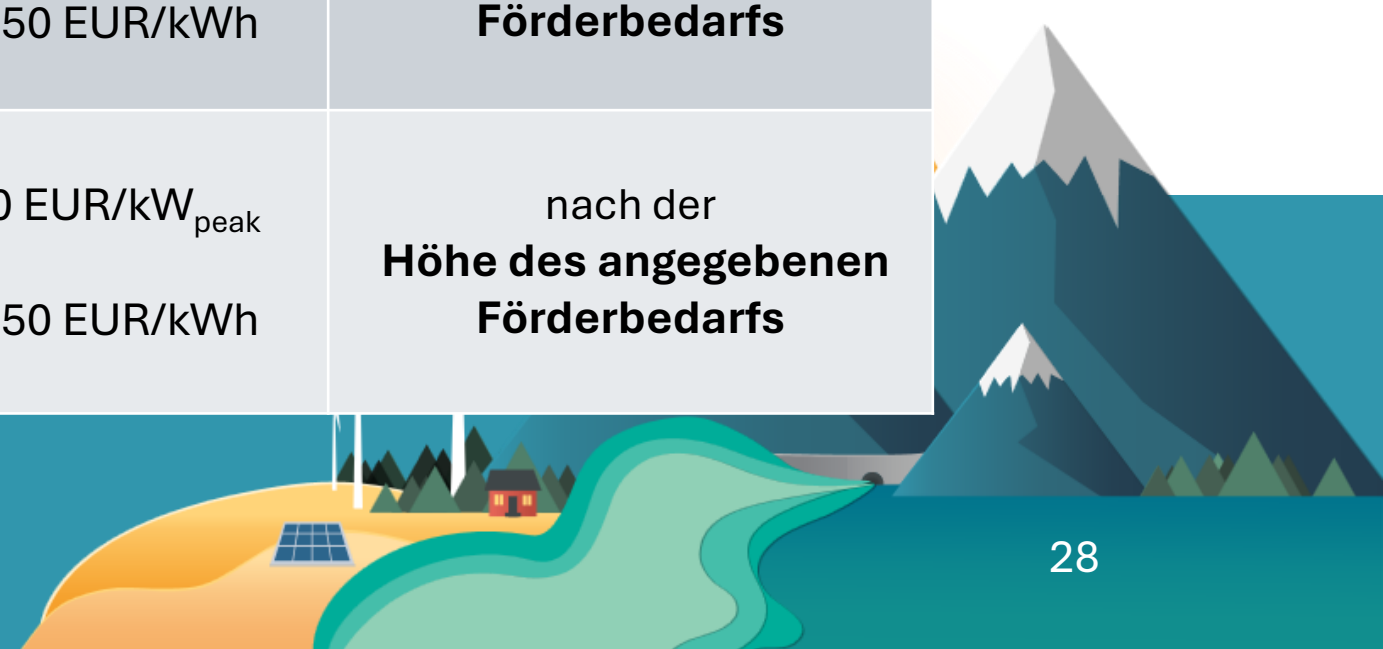 50 EUR/kWh
Förderbedarfs
0 EUR/kWpeak
50 EUR/kWh
nach der
Höhe des angegebenen
Förderbedarfs
28